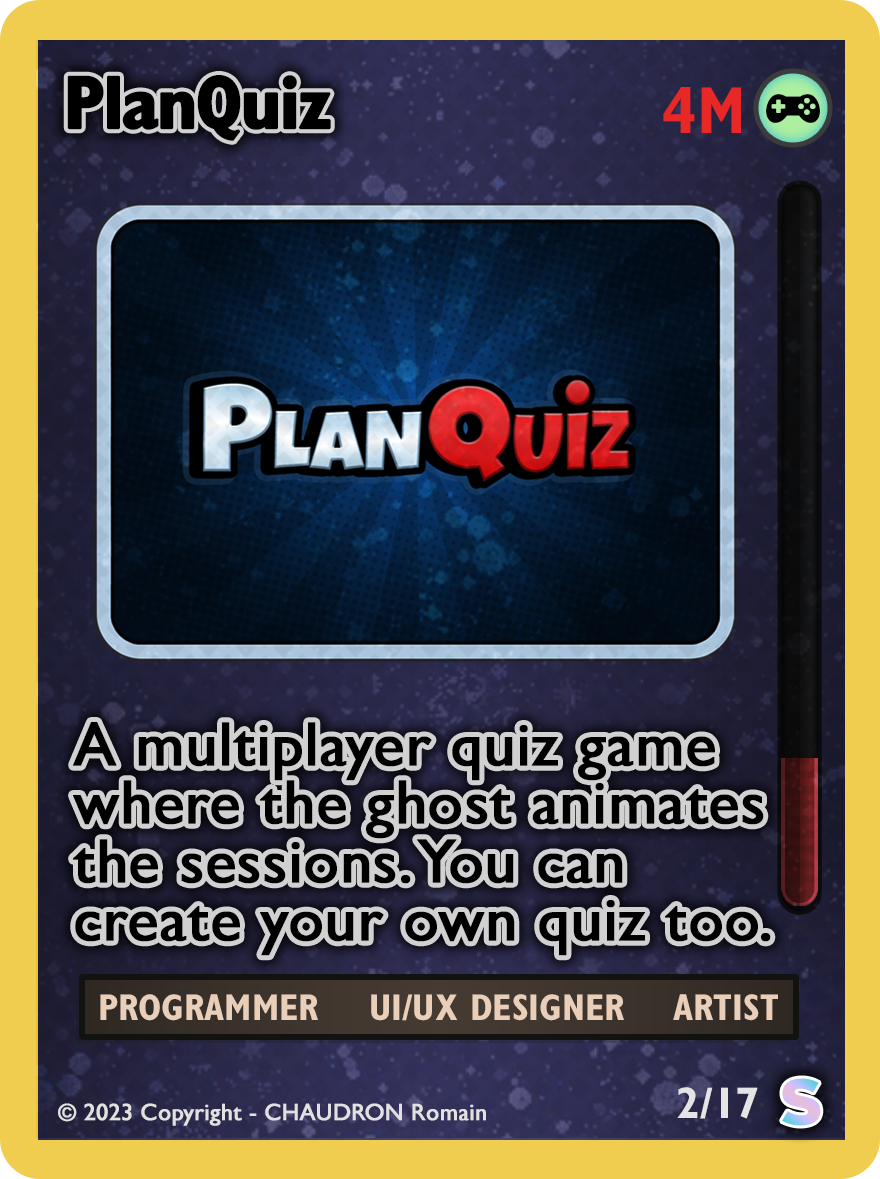 PlanQuiz
4M
PLANQUIZ
A multiplayer quiz game
where the ghost animates
the sessions. You can
create your own quiz too.
PROGRAMMER UI/UX DESIGNER ARTIST
© 2023 Copyright - CHAUDRON Romain
2/17 S